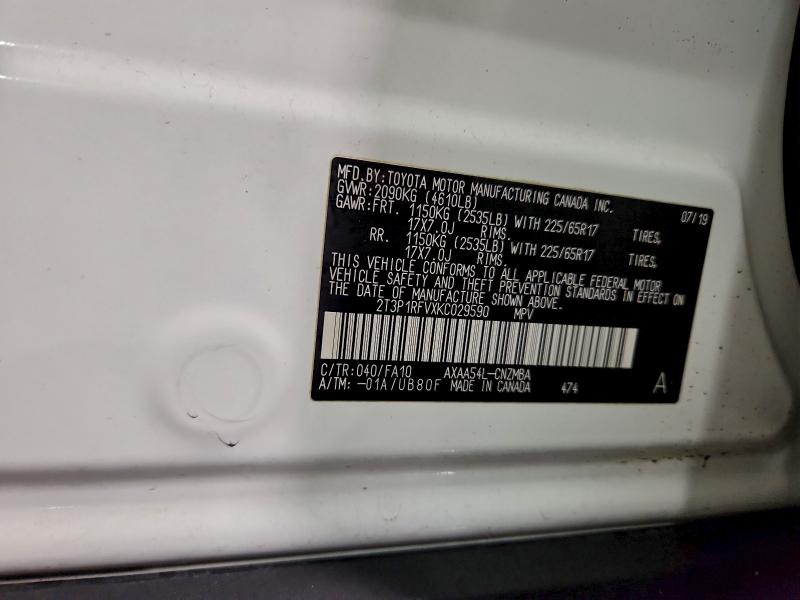 MFD.BY:TOYOTA MOTOR MANUFACTURING CANADA INC. 07/19
GVWR:2090KG (4610LB)
GAWR:FRT. 1150KG (2535LB) WITH 225/65R17 TIRES,
17X7.0J RIMS.
RR. 1150KG (2535LB) WITH 225/65R17 TIRES,
17X7.0J RIMS.
THIS VEHICLE CONFORMS TO ALL APPLICABLE FEDERAL MOTOR
VEHICLE SAFETY AND THEFT PREVENTION STANDARDS IN EFFECT ON
THE DATE OF MANUFACTURE SHOWN ABOVE.
2T3P1RFVXKC029590 MPV
C/TR:040/FA10 AXAA54L-CNZMBA
A/TM:-01A/UB80F MADE IN CANADA 474 A